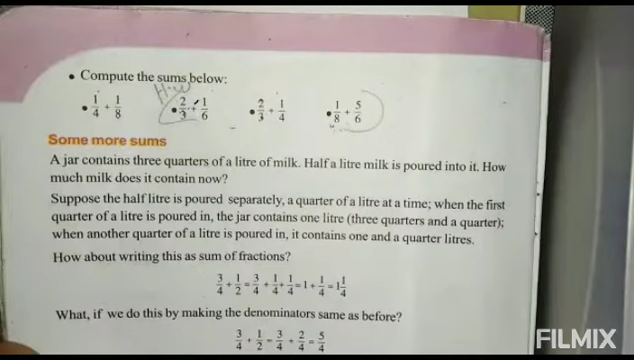 • Compute the sums below:
H.w
• 1/4 + 1/8 • 2/3 + 1/6 • 2/3 + 1/4 • 1/8 + 5/6
Some more sums
A jar contains three quarters of a litre of milk. Half a litre milk is poured into it. How
much milk does it contain now?
Suppose the half litre is poured separately, a quarter of a litre at a time; when the first
quarter of a litre is poured in, the jar contains one litre (three quarters and a quarter);
when another quarter of a litre is poured in, it contains one and a quarter litres.
How about writing this as sum of fractions?
3/4 + 1/2 = 3/4 + 1/4 + 1/4 = 1 + 1/4 = 1 1/4
What, if we do this by making the denominators same as before?
3/4 + 1/2 = 3/4 + 2/4 = 5/4
FILMIX